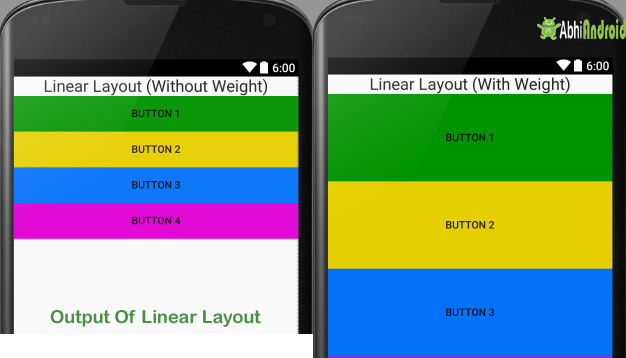 6:00
Linear Layout (Without Weight)
BUTTON 1
BUTTON 2
BUTTON 3
BUTTON 4
Output Of Linear Layout
AbhiAndroid
6:00
Linear Layout (With Weight)
BUTTON 1
BUTTON 2
BUTTON 3